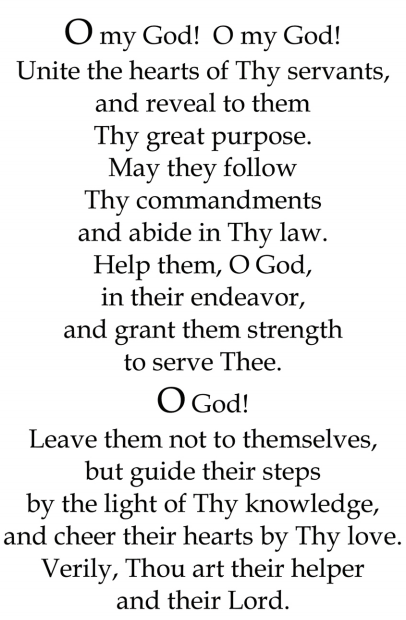 O my God!  O my God!
Unite the hearts of Thy servants,
and reveal to them
Thy great purpose.
May they follow
Thy commandments
and abide in Thy law.
Help them, O God,
in their endeavor,
and grant them strength
to serve Thee.
O God!
Leave them not to themselves,
but guide their steps
by the light of Thy knowledge,
and cheer their hearts by Thy love.
Verily, Thou art their helper
and their Lord.